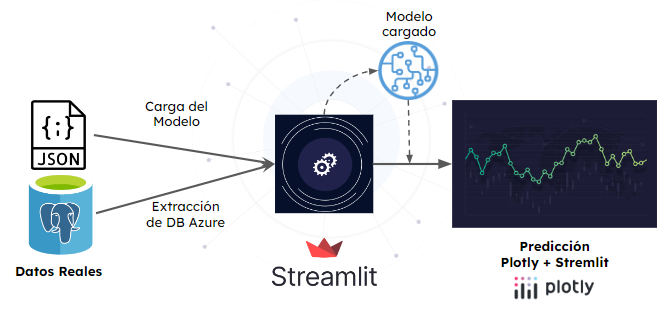 Modelo
cargado
Carga del
Modelo
{;}
JSON
Extracción
de DB Azure
Datos Reales
Streamlit
Predicción
Plotly + Stremlit
plotly